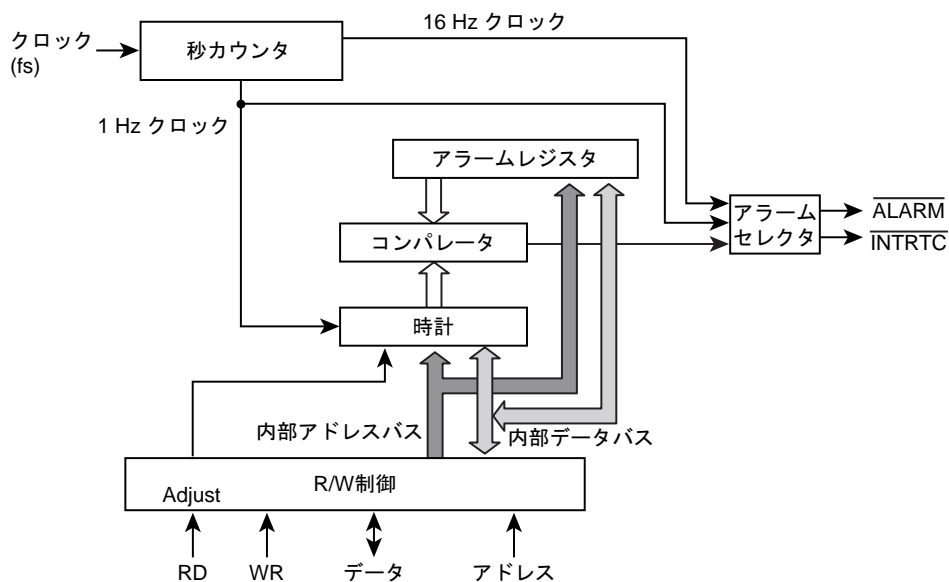 16 Hz クロック
クロック
(fs)
秒カウンタ
1 Hz クロック
アラームレジスタ
アラーム
セレクタ
ALARM
INTRTC
コンパレータ
時計
内部アドレスバス
内部データバス
R/W制御
Adjust
RD
WR
データ
アドレス